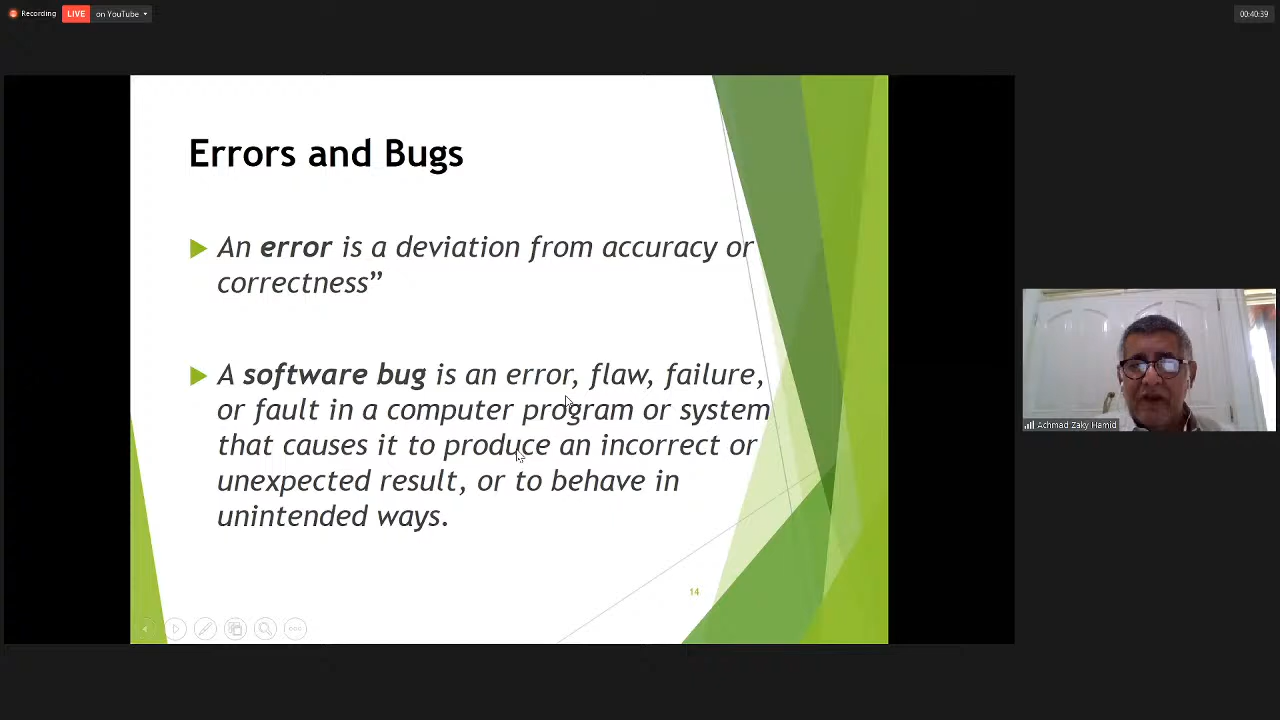 Recording
LIVE on YouTube
00:40:39
Errors and Bugs
An error is a deviation from accuracy or
correctness”
A software bug is an error, flaw, failure,
or fault in a computer program or system
that causes it to produce an incorrect or
unexpected result, or to behave in
unintended ways.
14
Achmad Zaky Hamid